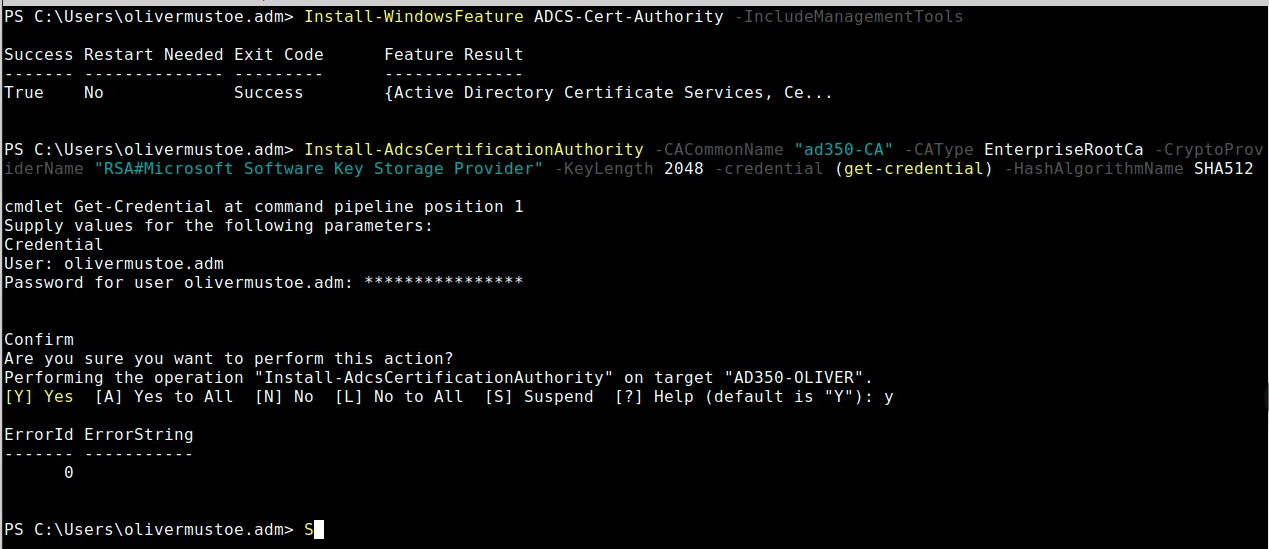 PS C:\Users\olivermustoe.adm> Install-WindowsFeature ADCS-Cert-Authority -IncludeManagementTools
Success Restart Needed Exit Code      Feature Result
------- -------------- ---------      --------------
True    No             Success        {Active Directory Certificate Services, Ce...
PS C:\Users\olivermustoe.adm> Install-AdcsCertificationAuthority -CACommonName "ad350-CA" -CAType EnterpriseRootCa -CryptoProv
iderName "RSA#Microsoft Software Key Storage Provider" -KeyLength 2048 -credential (get-credential) -HashAlgorithmName SHA512
cmdlet Get-Credential at command pipeline position 1
Supply values for the following parameters:
Credential
User: olivermustoe.adm
Password for user olivermustoe.adm: ****************
Confirm
Are you sure you want to perform this action?
Performing the operation "Install-AdcsCertificationAuthority" on target "AD350-OLIVER".
[Y] Yes  [A] Yes to All  [N] No  [L] No to All  [S] Suspend  [?] Help (default is "Y"): y
ErrorId ErrorString
------- -----------
      0
PS C:\Users\olivermustoe.adm> S